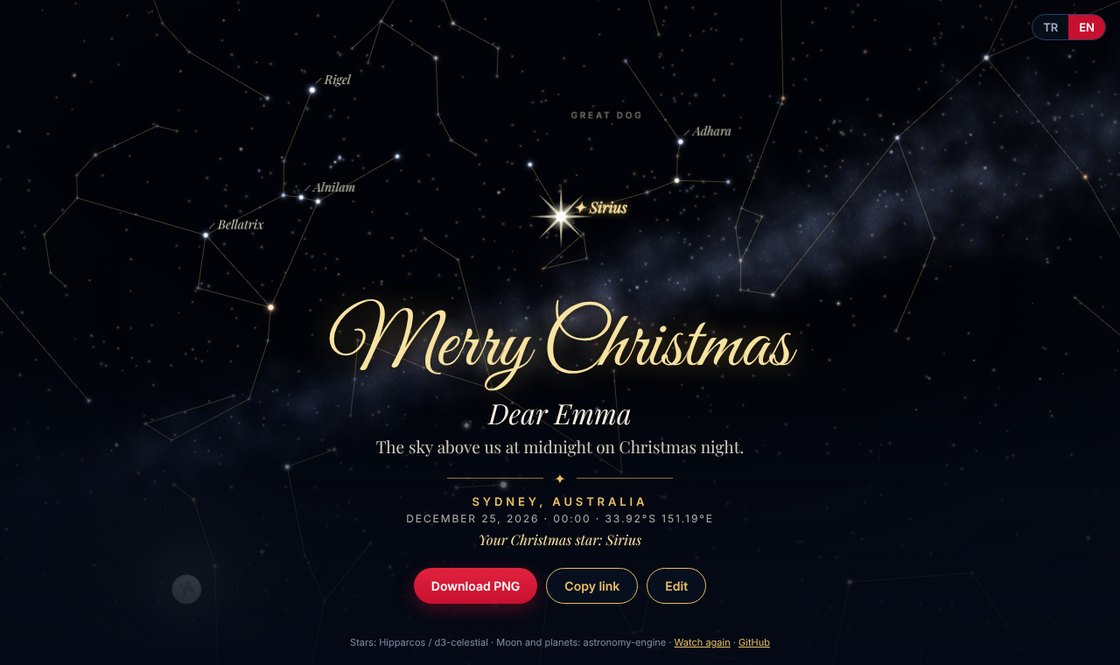 TR EN
Rigel
GREAT DOG
Adhara
Alnilam
Sirius
Bellatrix
Merry Christmas
Dear Emma
The sky above us at midnight on Christmas night.
SYDNEY, AUSTRALIA
DECEMBER 25, 2026 · 00:00 · 33.92°S 151.19°E
Your Christmas star: Sirius
Download PNG Copy link Edit
Stars: Hipparcos / d3-celestial · Moon and planets: astronomy-engine · Watch again · GitHub